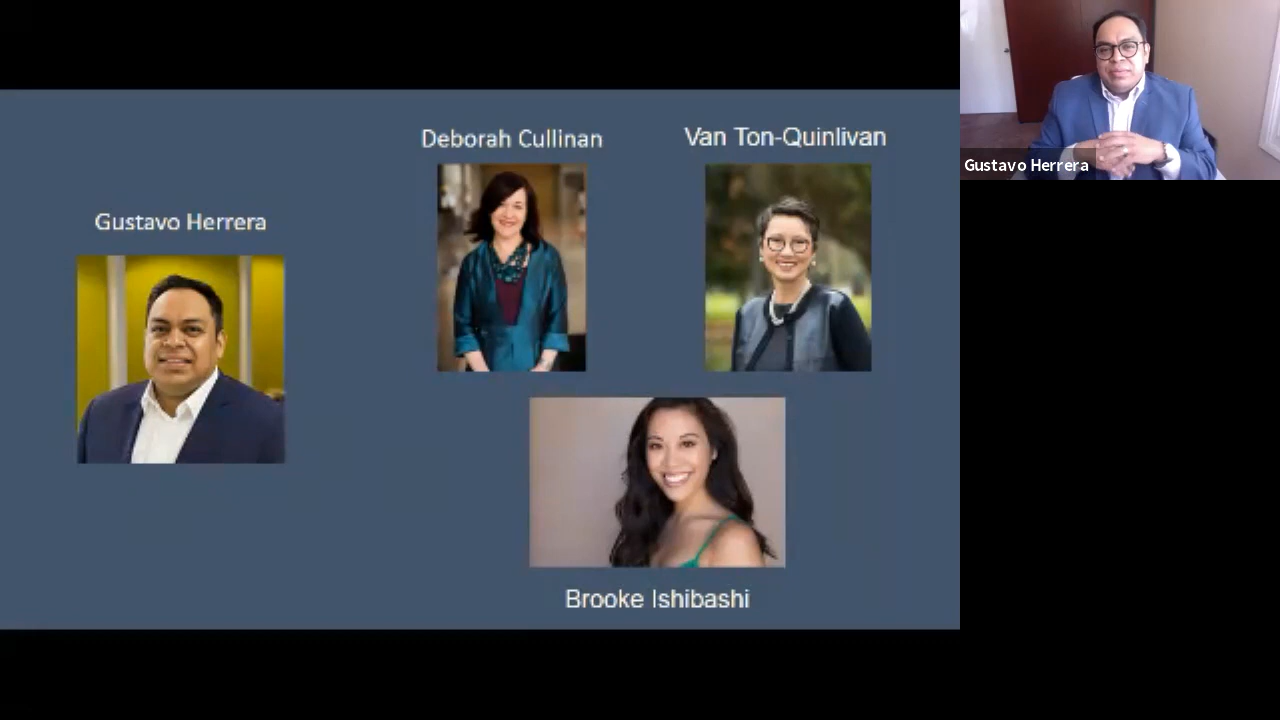 Deborah Cullinan
Van Ton-Quinlivan
Gustavo Herrera
Gustavo Herrera
Brooke Ishibashi